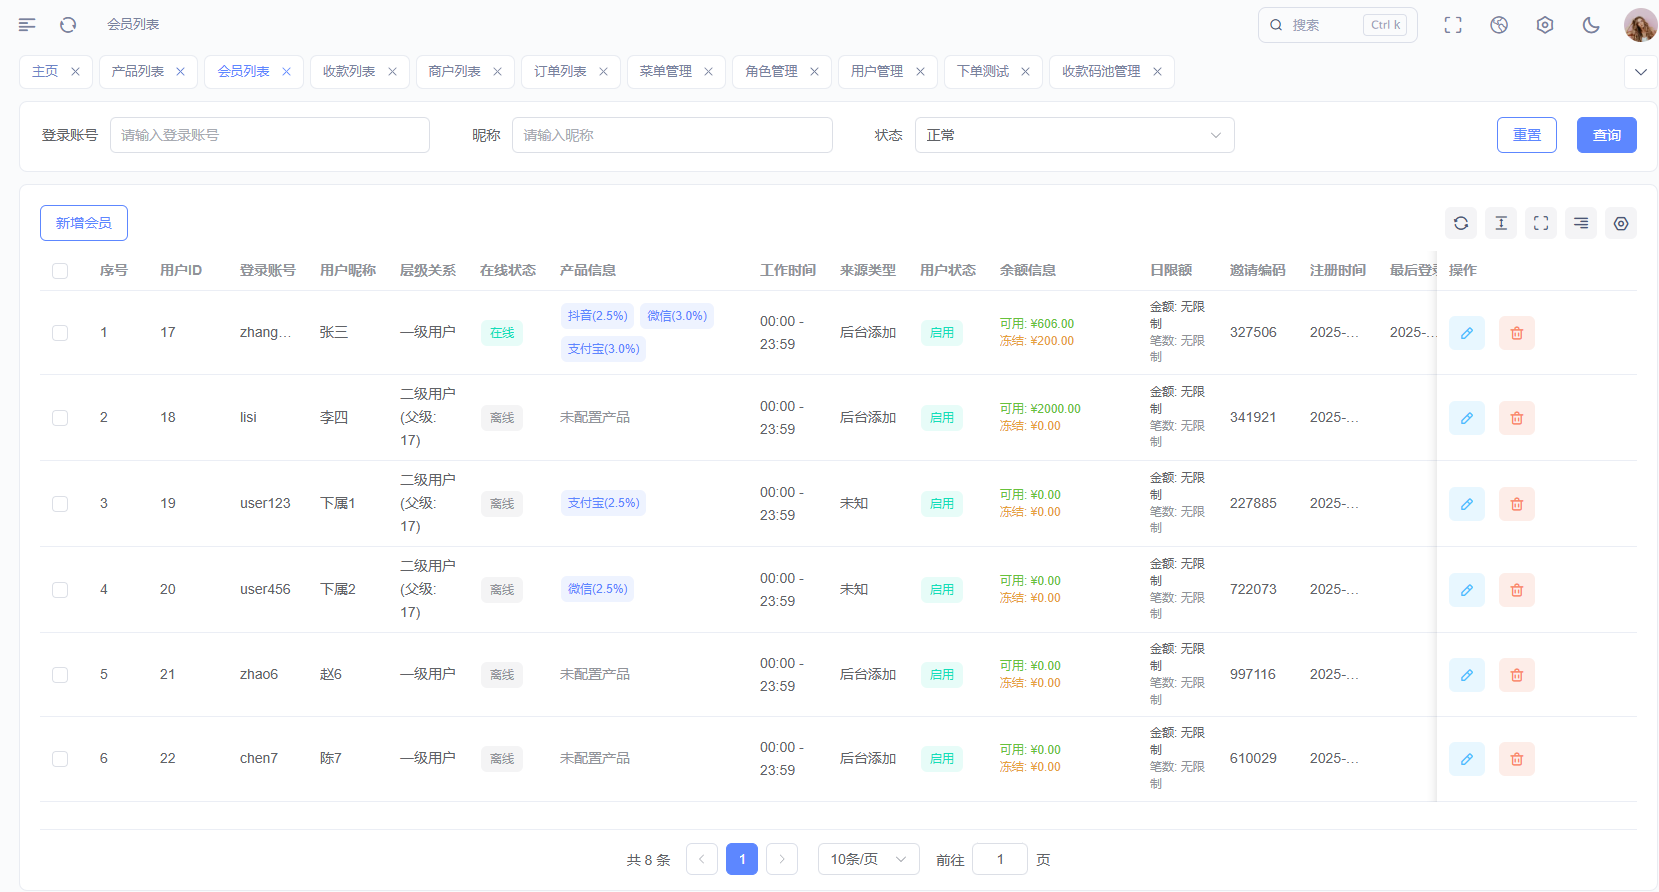 会员列表
搜索 Ctrl k
主页 产品列表 会员列表 收款列表 商户列表 订单列表 菜单管理 角色管理 用户管理 下单测试 收款码池管理
登录账号 请输入登录账号 昵称 请输入昵称 状态 正常 重置 查询
新增会员
序号 用户ID 登录账号 用户昵称 层级关系 在线状态 产品信息 工作时间 来源类型 用户状态 余额信息 日限额 邀请编码 注册时间 最后登录 操作
1 17 zhang... 张三 一级用户 在线 抖音(2.5%) 微信(3.0%) 支付宝(3.0%) 00:00 - 23:59 后台添加 启用 可用: ¥606.00 冻结: ¥200.00 金额: 无限制 笔数: 无限制 327506 2025-... 2025-...
2 18 lisi 李四 二级用户 (父级: 17) 离线 未配置产品 00:00 - 23:59 后台添加 启用 可用: ¥2000.00 冻结: ¥0.00 金额: 无限制 笔数: 无限制 341921 2025-...
3 19 user123 下属1 二级用户 (父级: 17) 离线 支付宝(2.5%) 00:00 - 23:59 未知 启用 可用: ¥0.00 冻结: ¥0.00 金额: 无限制 笔数: 无限制 227885 2025-...
4 20 user456 下属2 二级用户 (父级: 17) 离线 微信(2.5%) 00:00 - 23:59 未知 启用 可用: ¥0.00 冻结: ¥0.00 金额: 无限制 笔数: 无限制 722073 2025-...
5 21 zhao6 赵6 一级用户 离线 未配置产品 00:00 - 23:59 后台添加 启用 可用: ¥0.00 冻结: ¥0.00 金额: 无限制 笔数: 无限制 997116 2025-...
6 22 chen7 陈7 一级用户 离线 未配置产品 00:00 - 23:59 后台添加 启用 可用: ¥0.00 冻结: ¥0.00 金额: 无限制 笔数: 无限制 610029 2025-...
共 8 条 1 10条/页 前往 1 页